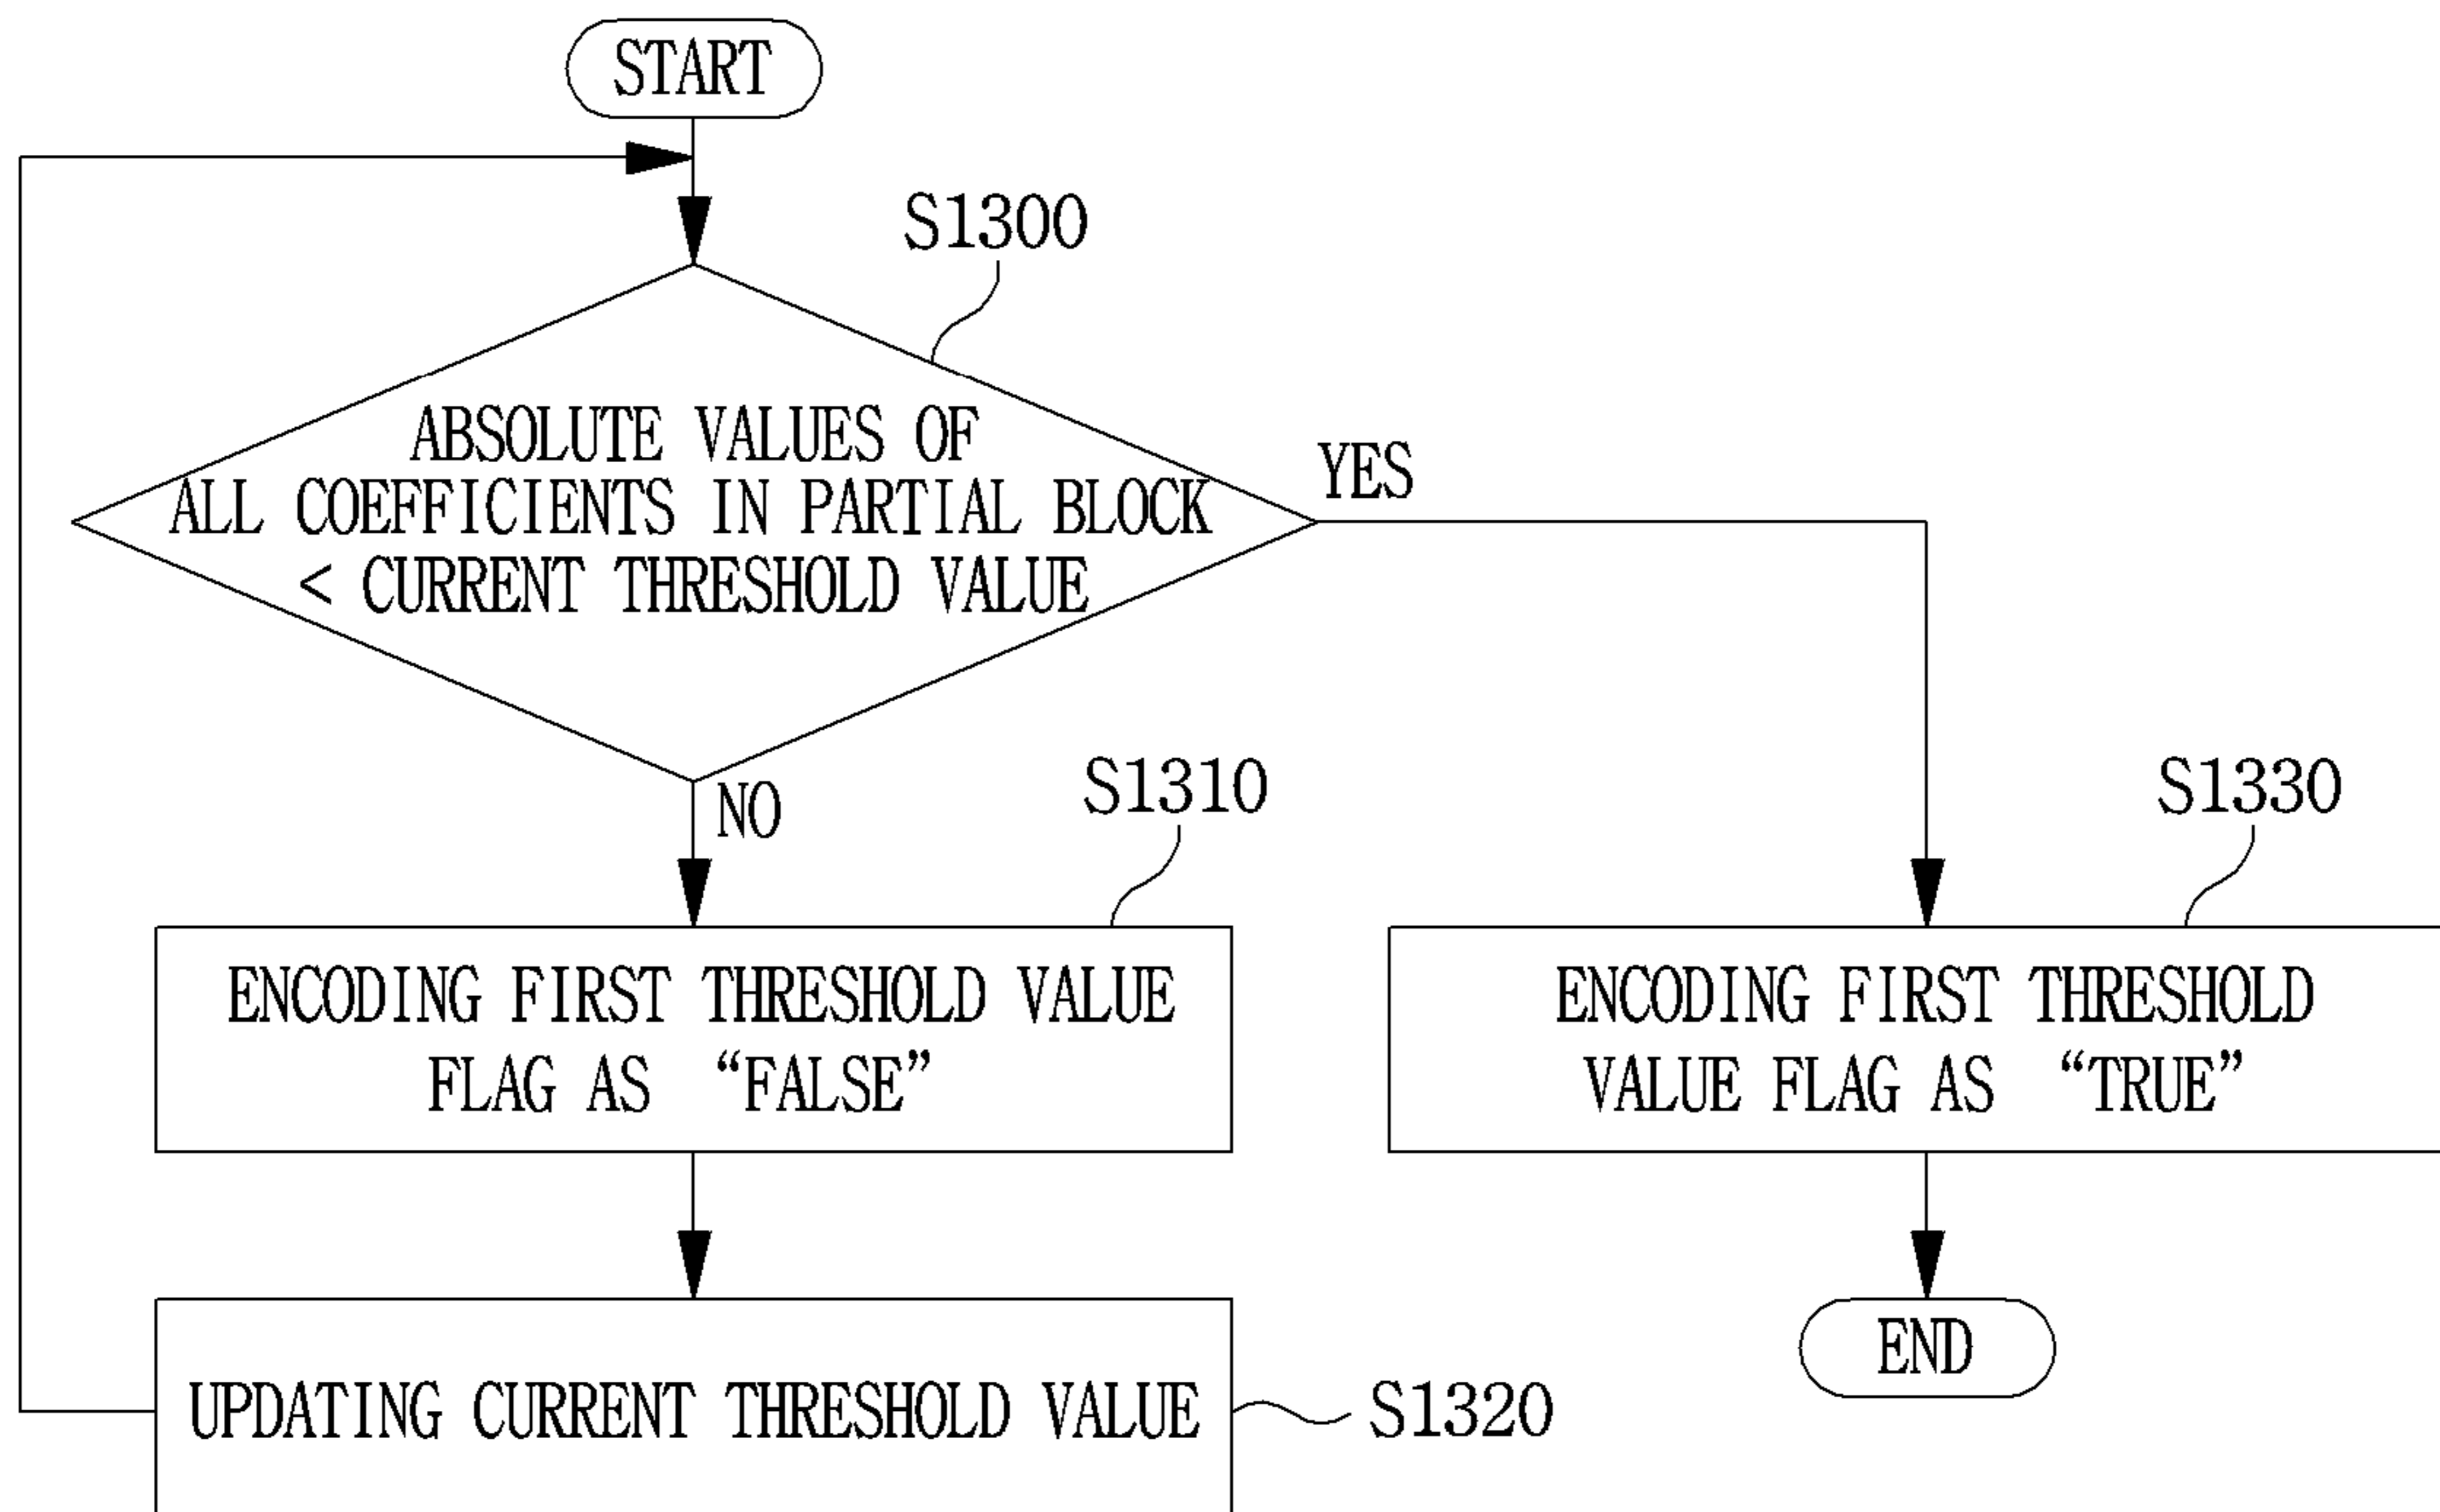 START
S1300
ABSOLUTE VALUES OF
ALL COEFFICIENTS IN PARTIAL BLOCK
< CURRENT THRESHOLD VALUE
YES
NO
S1310
S1330
ENCODING FIRST THRESHOLD VALUE
FLAG AS “FALSE”
ENCODING FIRST THRESHOLD
VALUE FLAG AS “TRUE”
UPDATING CURRENT THRESHOLD VALUE
S1320
END